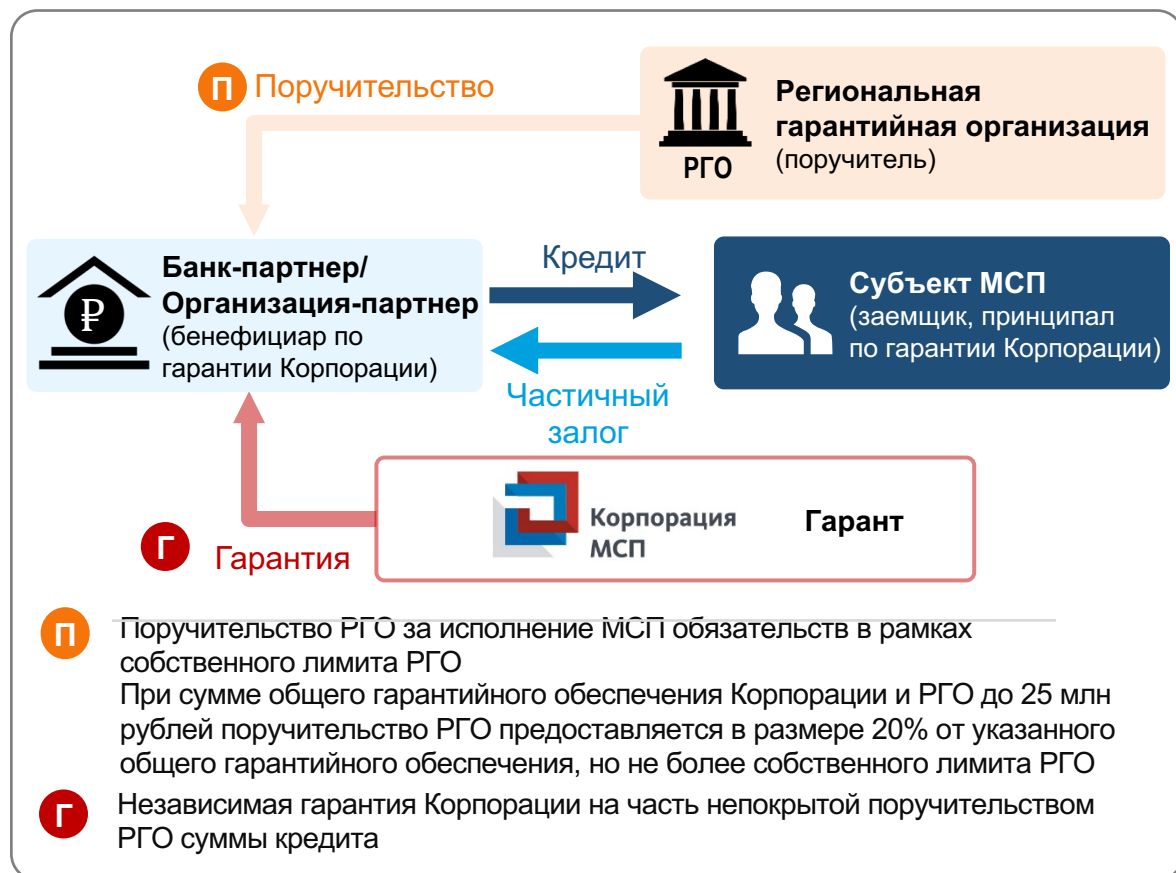 П Поручительство
Региональная
гарантийная организация
(поручитель)
РГО
Банк-партнер/
Организация-партнер
(бенефициар по
гарантии Корпорации)
₽
Кредит
Частичный
залог
Субъект МСП
(заемщик, принципал
по гарантии Корпорации)
Корпорация
МСП
Гарант
Г Гарантия
П Поручительство РГО за исполнение МСП обязательств в рамках
собственного лимита РГО
При сумме общего гарантийного обеспечения Корпорации и РГО до 25 млн
рублей поручительство РГО предоставляется в размере 20% от указанного
общего гарантийного обеспечения, но не более собственного лимита РГО
Г Независимая гарантия Корпорации на часть непокрытой поручительством
РГО суммы кредита